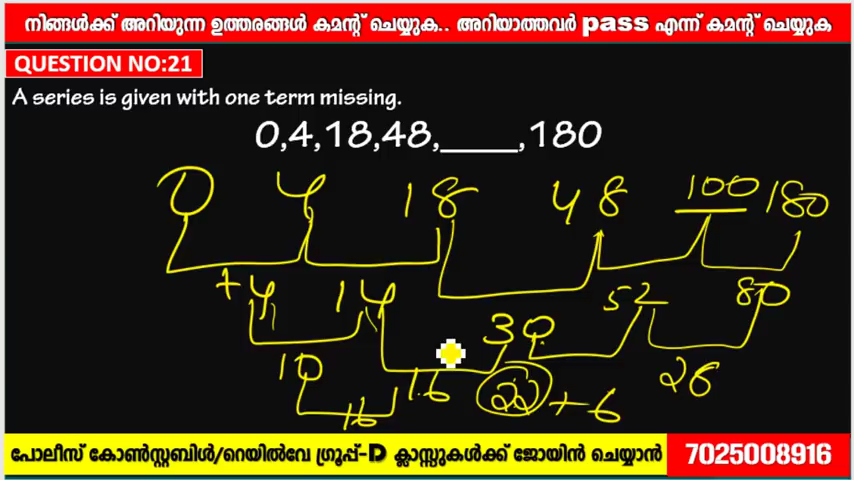 നിങ്ങൾക്ക് അറിയുന്ന ഉത്തരങ്ങൾ കമന്റ് ചെയ്യുക.. അറിയാത്തവർ pass എന്ന് കമന്റ് ചെയ്യുക
QUESTION NO:21
A series is given with one term missing.
0,4,18,48,_____,180
0 4 18 48 100 180
+4 14 30 52 80
10 16 22 +6 28
16
പോലീസ് കോൺസ്റ്റബിൾ/റെയിൽവേ ഗ്രൂപ്പ്-D ക്ലാസ്സുകൾക്ക് ജോയിൻ ചെയ്യാൻ 7025008916